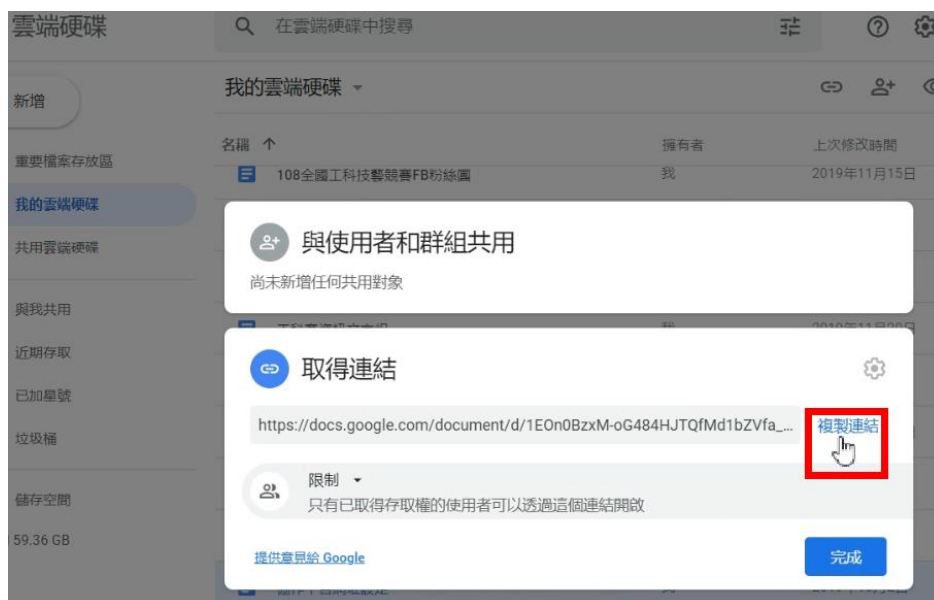 雲端硬碟
在雲端硬碟中搜尋
新增
我的雲端硬碟
名稱
擁有者
上次修改時間
重要檔案存放區
108全國工科技藝競賽FB粉絲團
我
2019年11月15日
我的雲端硬碟
共用雲端硬碟
與使用者和群組共用
尚未新增任何共用對象
與我共用
近期存取
已加星號
垃圾桶
儲存空間
59.36 GB
取得連結
https://docs.google.com/document/d/1EOn0BzxM-oG484HJTQfMd1bZVfa_...
複製連結
限制
只有已取得存取權的使用者可以透過這個連結開啟
提供意見給 Google
完成